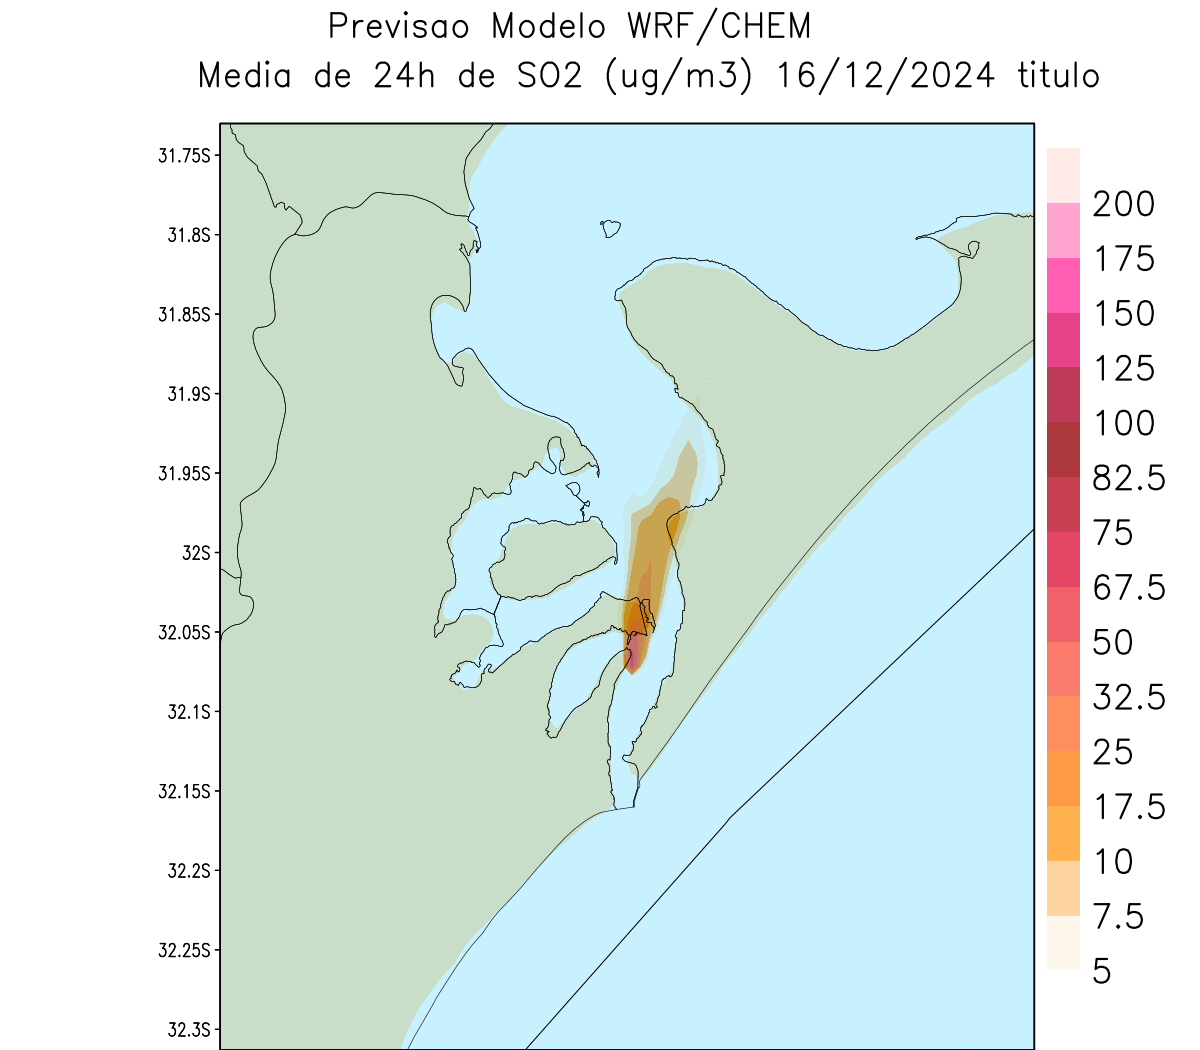 Previsao Modelo WRF/CHEM
Media de 24h de SO2 (ug/m3) 16/12/2024 titulo
31.75S
31.8S
31.85S
31.9S
31.95S
32S
32.05S
32.1S
32.15S
32.2S
32.25S
32.3S
200
175
150
125
100
82.5
75
67.5
50
32.5
25
17.5
10
7.5
5